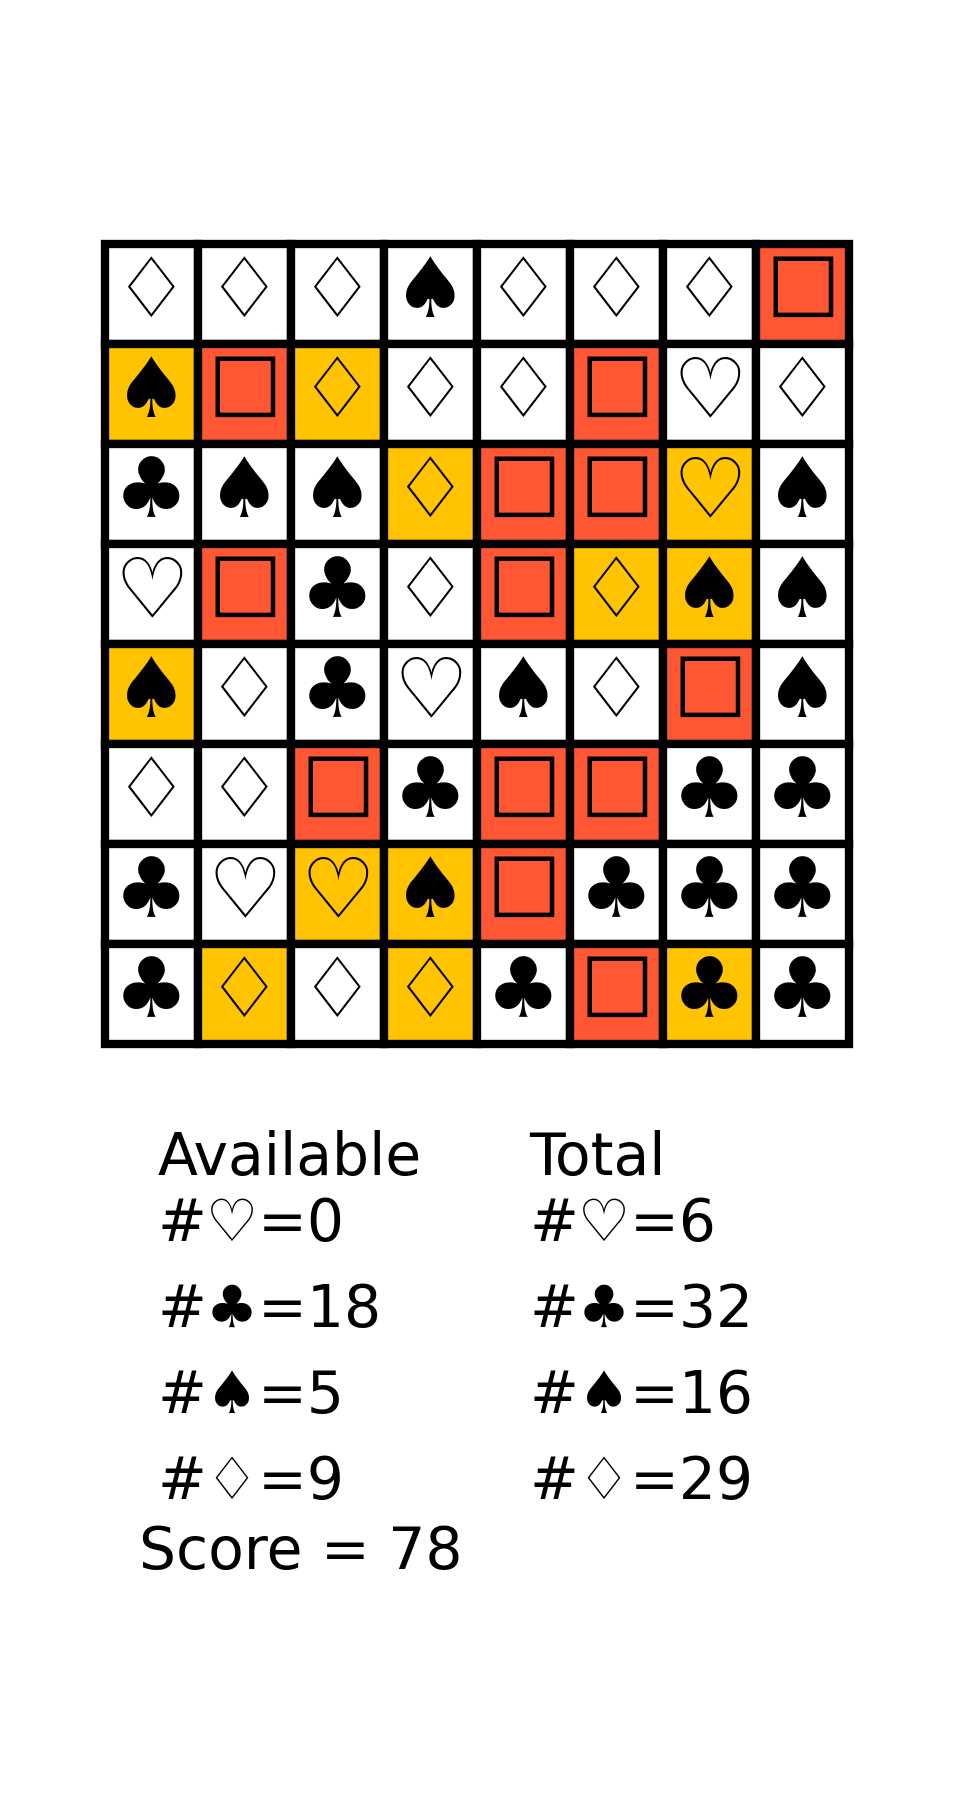 ♢ ♢ ♢ ♠ ♢ ♢ ♢ □
♠ □ ♢ ♢ ♢ □ ♡ ♢
♣ ♠ ♠ ♢ □ □ ♡ ♠
♡ □ ♣ ♢ □ ♢ ♠ ♠
♠ ♢ ♣ ♡ ♠ ♢ □ ♠
♢ ♢ □ ♣ □ □ ♣ ♣
♣ ♡ ♡ ♠ □ ♣ ♣ ♣
♣ ♢ ♢ ♢ ♣ □ ♣ ♣
Available Total
#♡=0 #♡=6
#♣=18 #♣=32
#♠=5 #♠=16
#♢=9 #♢=29
Score = 78